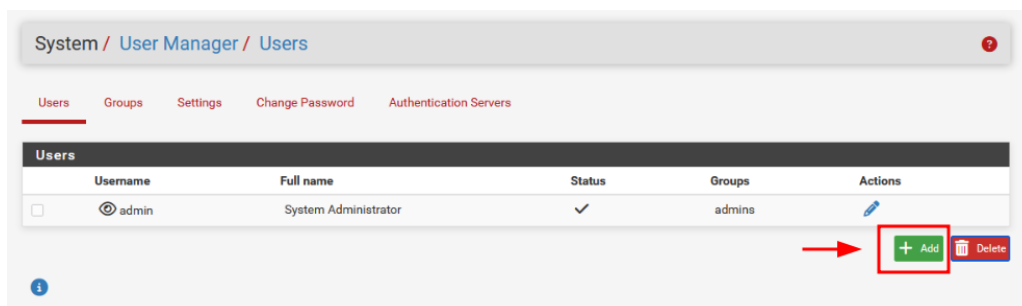 System / User Manager / Users
Users Groups Settings Change Password Authentication Servers
Users
Username Full name Status Groups Actions
admin System Administrator admins
Add Delete